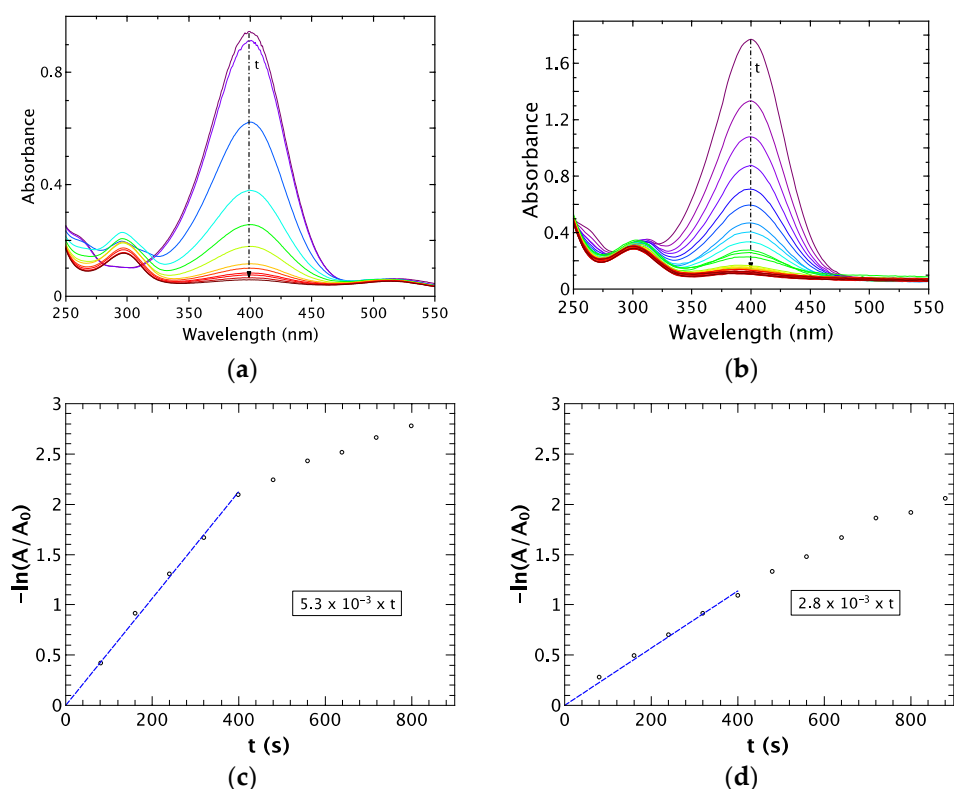 0.8
0.4
0
Absorbance
t
250 300 350 400 450 500 550
Wavelength (nm)
(a)
1.6
1.2
0.8
0.4
0
Absorbance
t
250 300 350 400 450 500 550
Wavelength (nm)
(b)
3
2.5
2
1.5
1
0.5
0
-ln(A/A0)
5.3 x 10⁻³ x t
0 200 400 600 800
t (s)
(c)
3
2.5
2
1.5
1
0.5
0
-ln(A/A0)
2.8 x 10⁻³ x t
0 200 400 600 800
t (s)
(d)